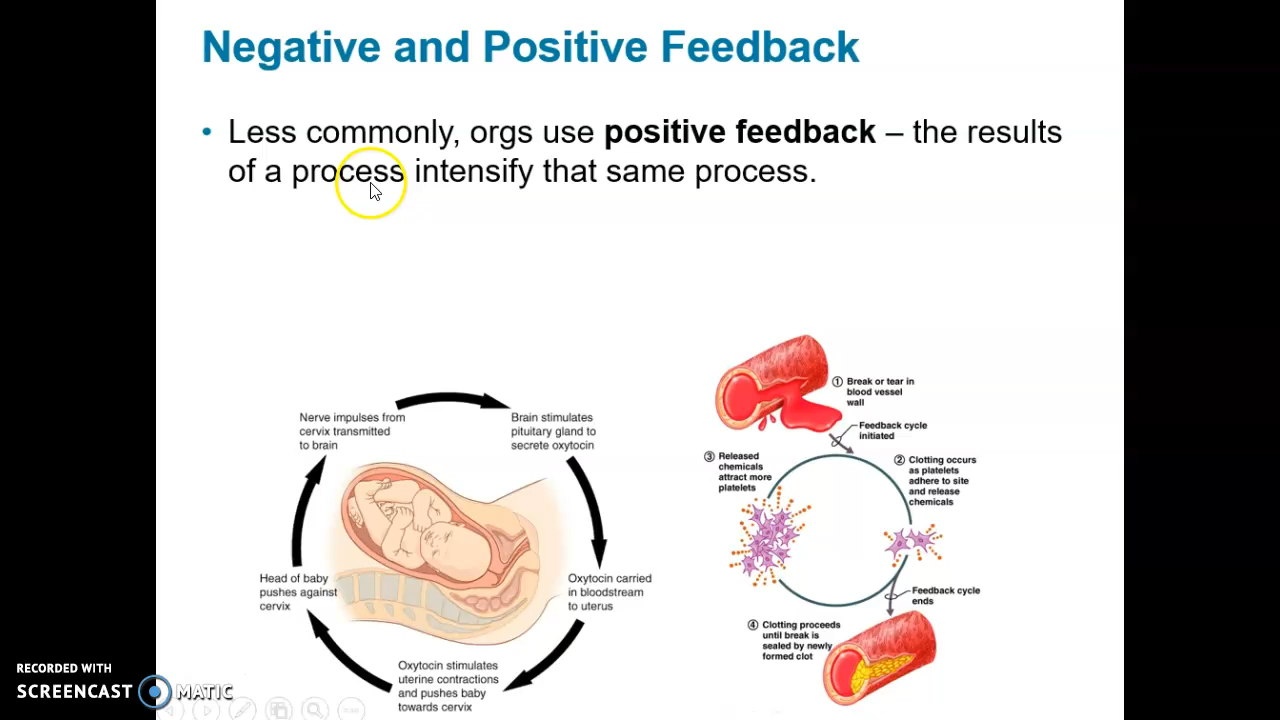 Negative and Positive Feedback
• Less commonly, orgs use positive feedback – the results
of a process intensify that same process.
Nerve impulses from
cervix transmitted
to brain
Brain stimulates
pituitary gland to
secrete oxytocin
Oxytocin carried
in bloodstream
to uterus
Oxytocin stimulates
uterine contractions
and pushes baby
towards cervix
Head of baby
pushes against
cervix
① Break or tear in
blood vessel
wall
Feedback cycle
initiated
② Clotting occurs
as platelets
adhere to site
and release
chemicals
③ Released
chemicals
attract more
platelets
Feedback cycle
ends
④ Clotting proceeds
until break is
sealed by newly
formed clot
RECORDED WITH
SCREENCAST MATIC